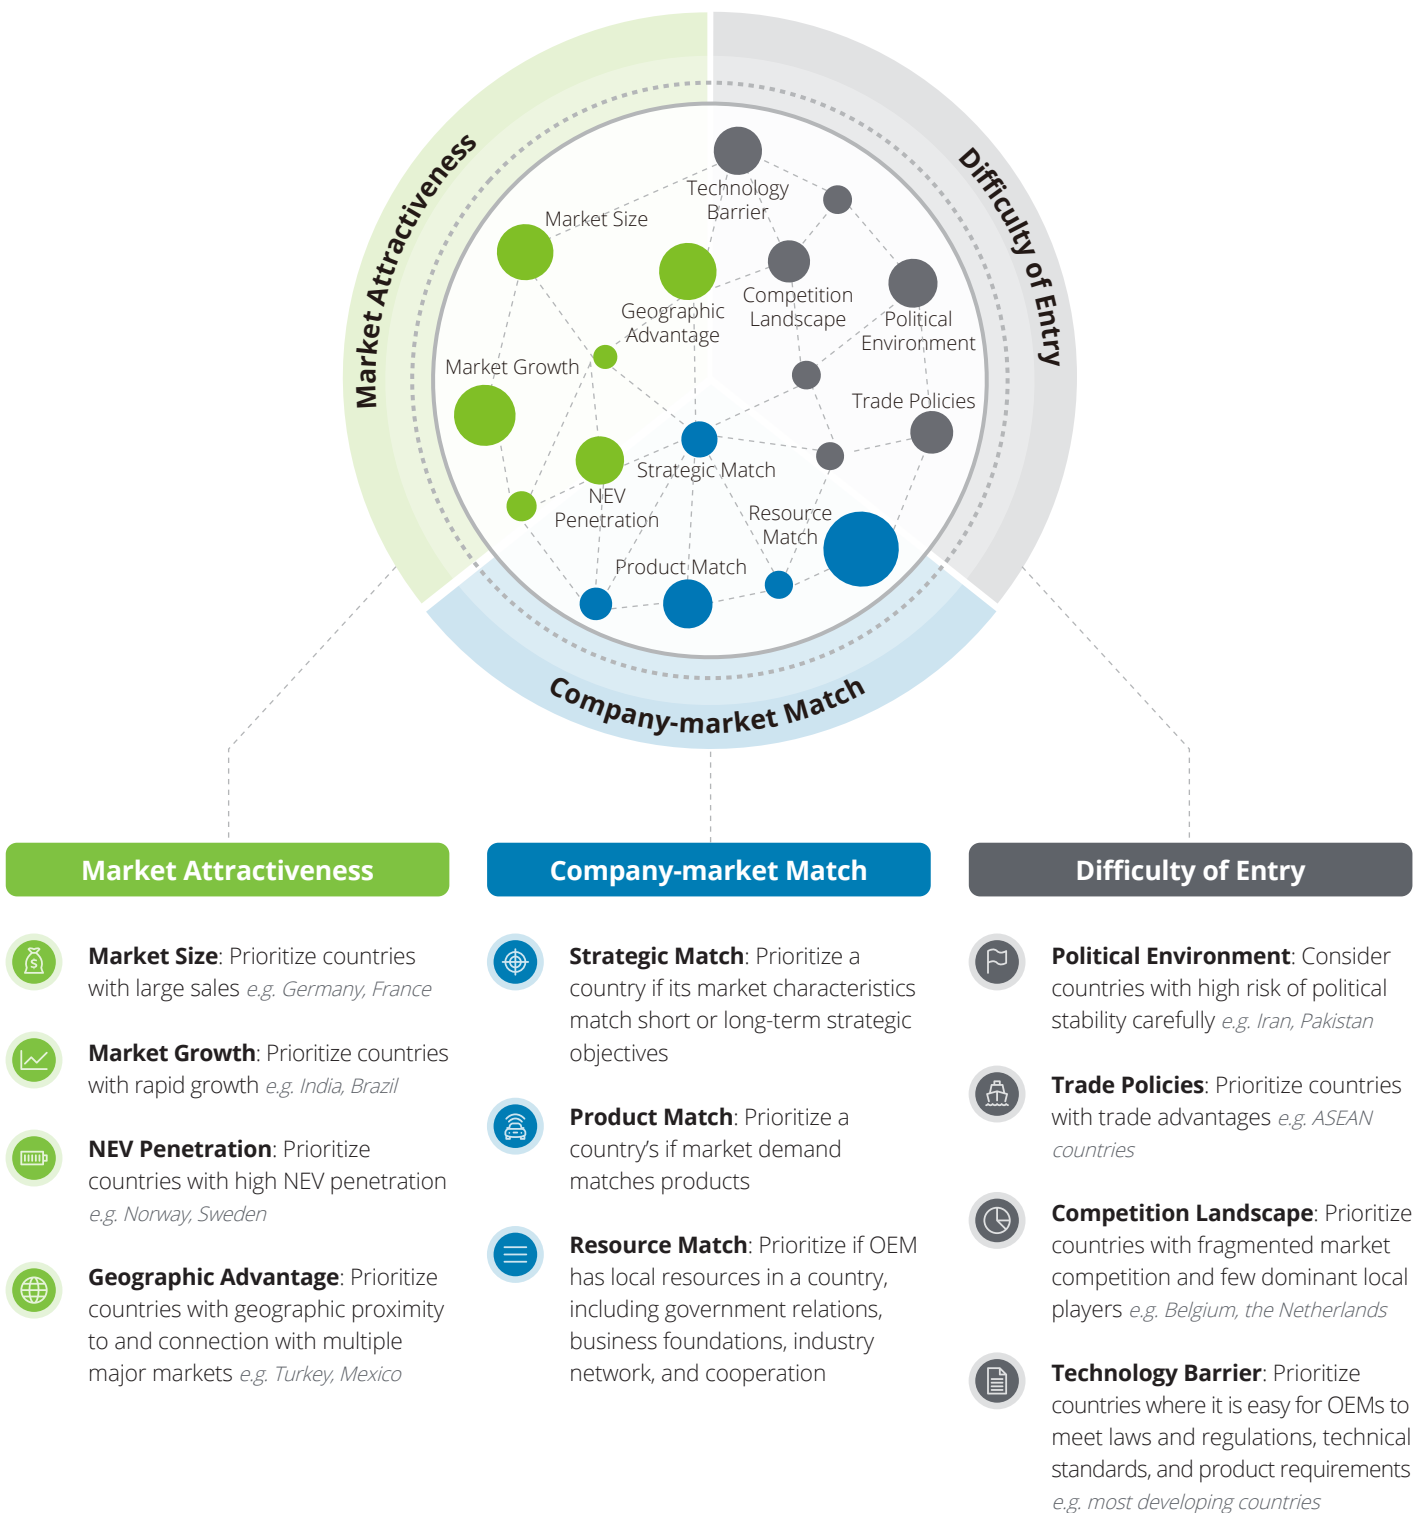 Market Attractiveness
Difficulty of Entry
Company-market Match
Technology
Barrier
Market Size
Geographic
Advantage
Competition
Landscape
Political
Environment
Market Growth
Trade Policies
Strategic Match
NEV
Penetration
Resource
Match
Product Match
Market Attractiveness
Market Size: Prioritize countries
with large sales e.g. Germany, France
Market Growth: Prioritize countries
with rapid growth e.g. India, Brazil
NEV Penetration: Prioritize
countries with high NEV penetration
e.g. Norway, Sweden
Geographic Advantage: Prioritize
countries with geographic proximity
to and connection with multiple
major markets e.g. Turkey, Mexico
Company-market Match
Strategic Match: Prioritize a
country if its market characteristics
match short or long-term strategic
objectives
Product Match: Prioritize a
country's if market demand
matches products
Resource Match: Prioritize if OEM
has local resources in a country,
including government relations,
business foundations, industry
network, and cooperation
Difficulty of Entry
Political Environment: Consider
countries with high risk of political
stability carefully e.g. Iran, Pakistan
Trade Policies: Prioritize countries
with trade advantages e.g. ASEAN
countries
Competition Landscape: Prioritize
countries with fragmented market
competition and few dominant local
players e.g. Belgium, the Netherlands
Technology Barrier: Prioritize
countries where it is easy for OEMs to
meet laws and regulations, technical
standards, and product requirements
e.g. most developing countries